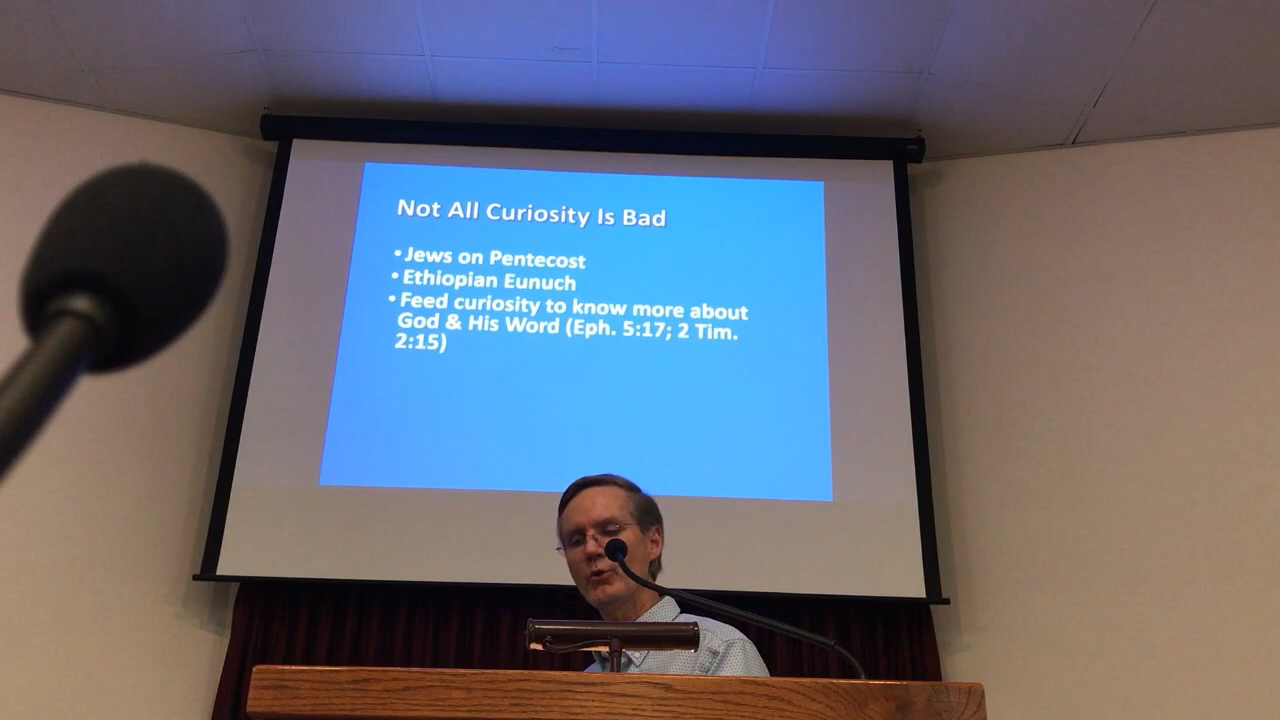 Not All Curiosity Is Bad
•Jews on Pentecost
•Ethiopian Eunuch
•Feed curiosity to know more about
God & His Word (Eph. 5:17; 2 Tim.
2:15)